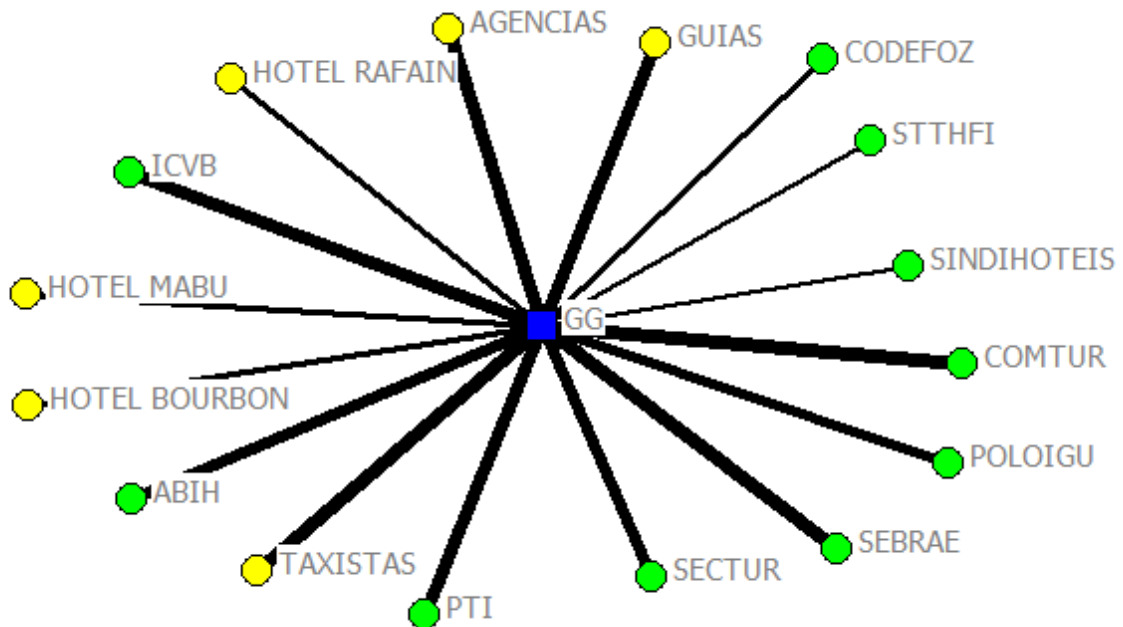 AGENCIAS
GUIAS
CODEFOZ
HOTEL RAFAIN
STTHFI
ICVB
SINDIHOTEIS
HOTEL MABU
GG
COMTUR
HOTEL BOURBON
POLOIGU
ABIH
SEBRAE
TAXISTAS
SECTUR
PTI